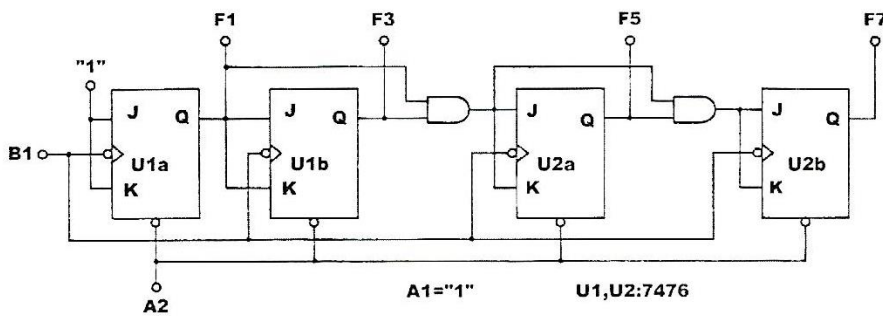 F1 F3 F5 F7
"1"
J Q J Q J Q J Q
B1 U1a U1b U2a U2b
K K K K
A2 A1="1" U1,U2:7476